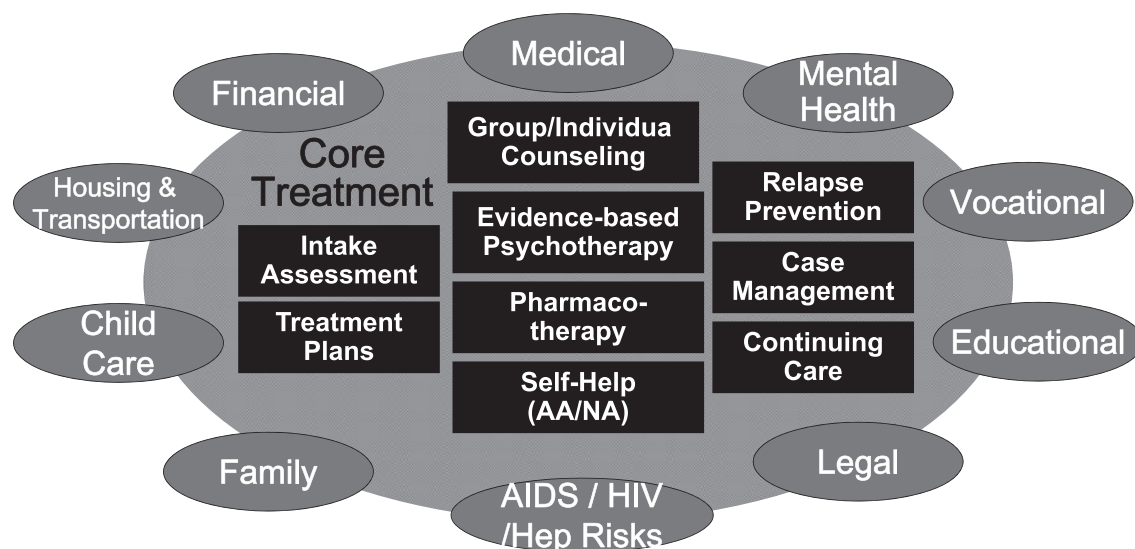 Medical
Financial
Mental
Health
Housing &
Transportation
Vocational
Child
Care
Educational
Family
Legal
AIDS / HIV
/Hep Risks
Core
Treatment
Intake
Assessment
Treatment
Plans
Group/Individua
Counseling
Evidence-based
Psychotherapy
Pharmaco-
therapy
Self-Help
(AA/NA)
Relapse
Prevention
Case
Management
Continuing
Care